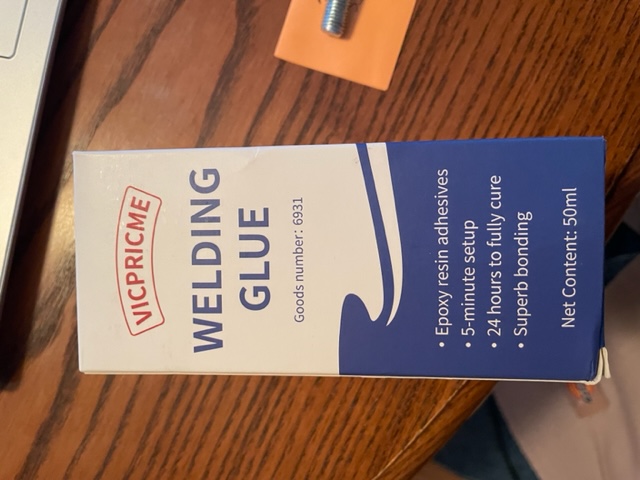 VICPRICME
WELDING
GLUE
Goods number: 6931
• Epoxy resin adhesives
• 5-minute setup
• 24 hours to fully cure
• Superb bonding
Net Content: 50ml